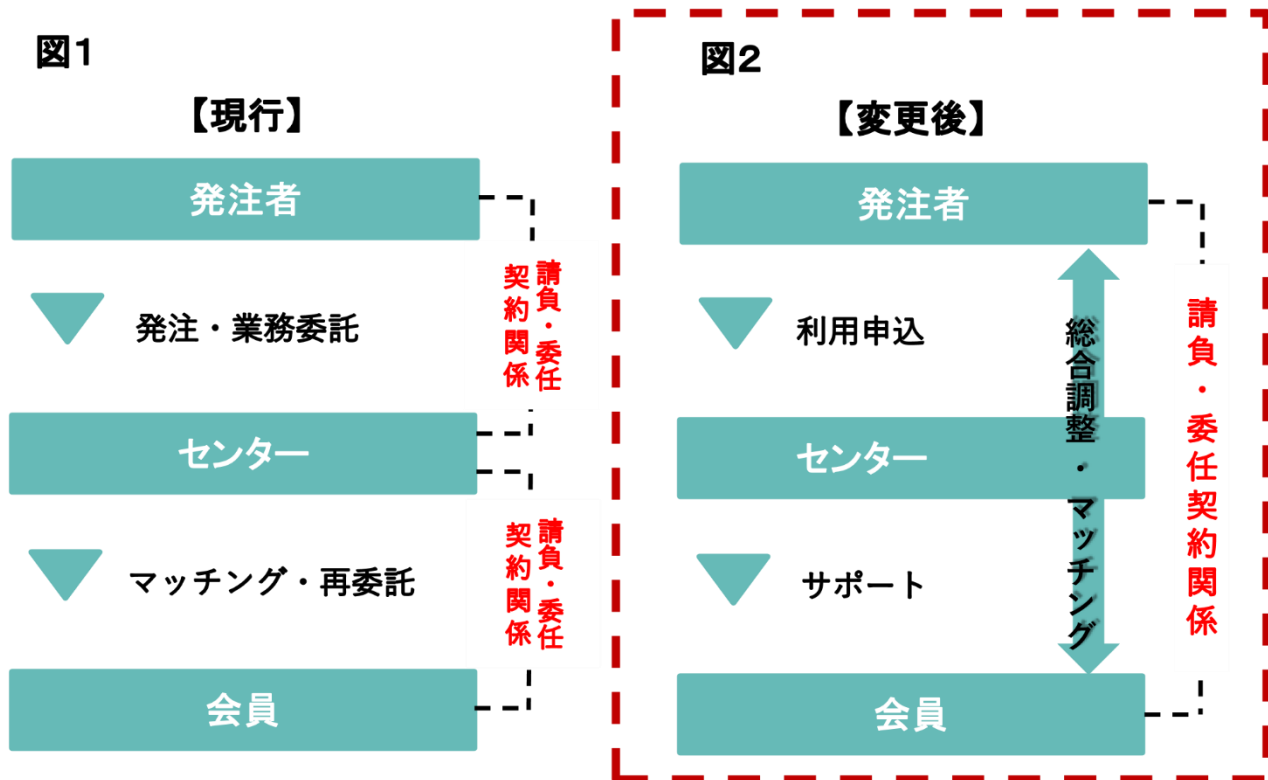 図1
【現行】
発注者
発注・業務委託
請負・委任
契約関係
センター
マッチング・再委託
請負・委任
契約関係
会員
図2
【変更後】
発注者
利用申込
センター
サポート
会員
総合調整・マッチング
請負・委任契約関係